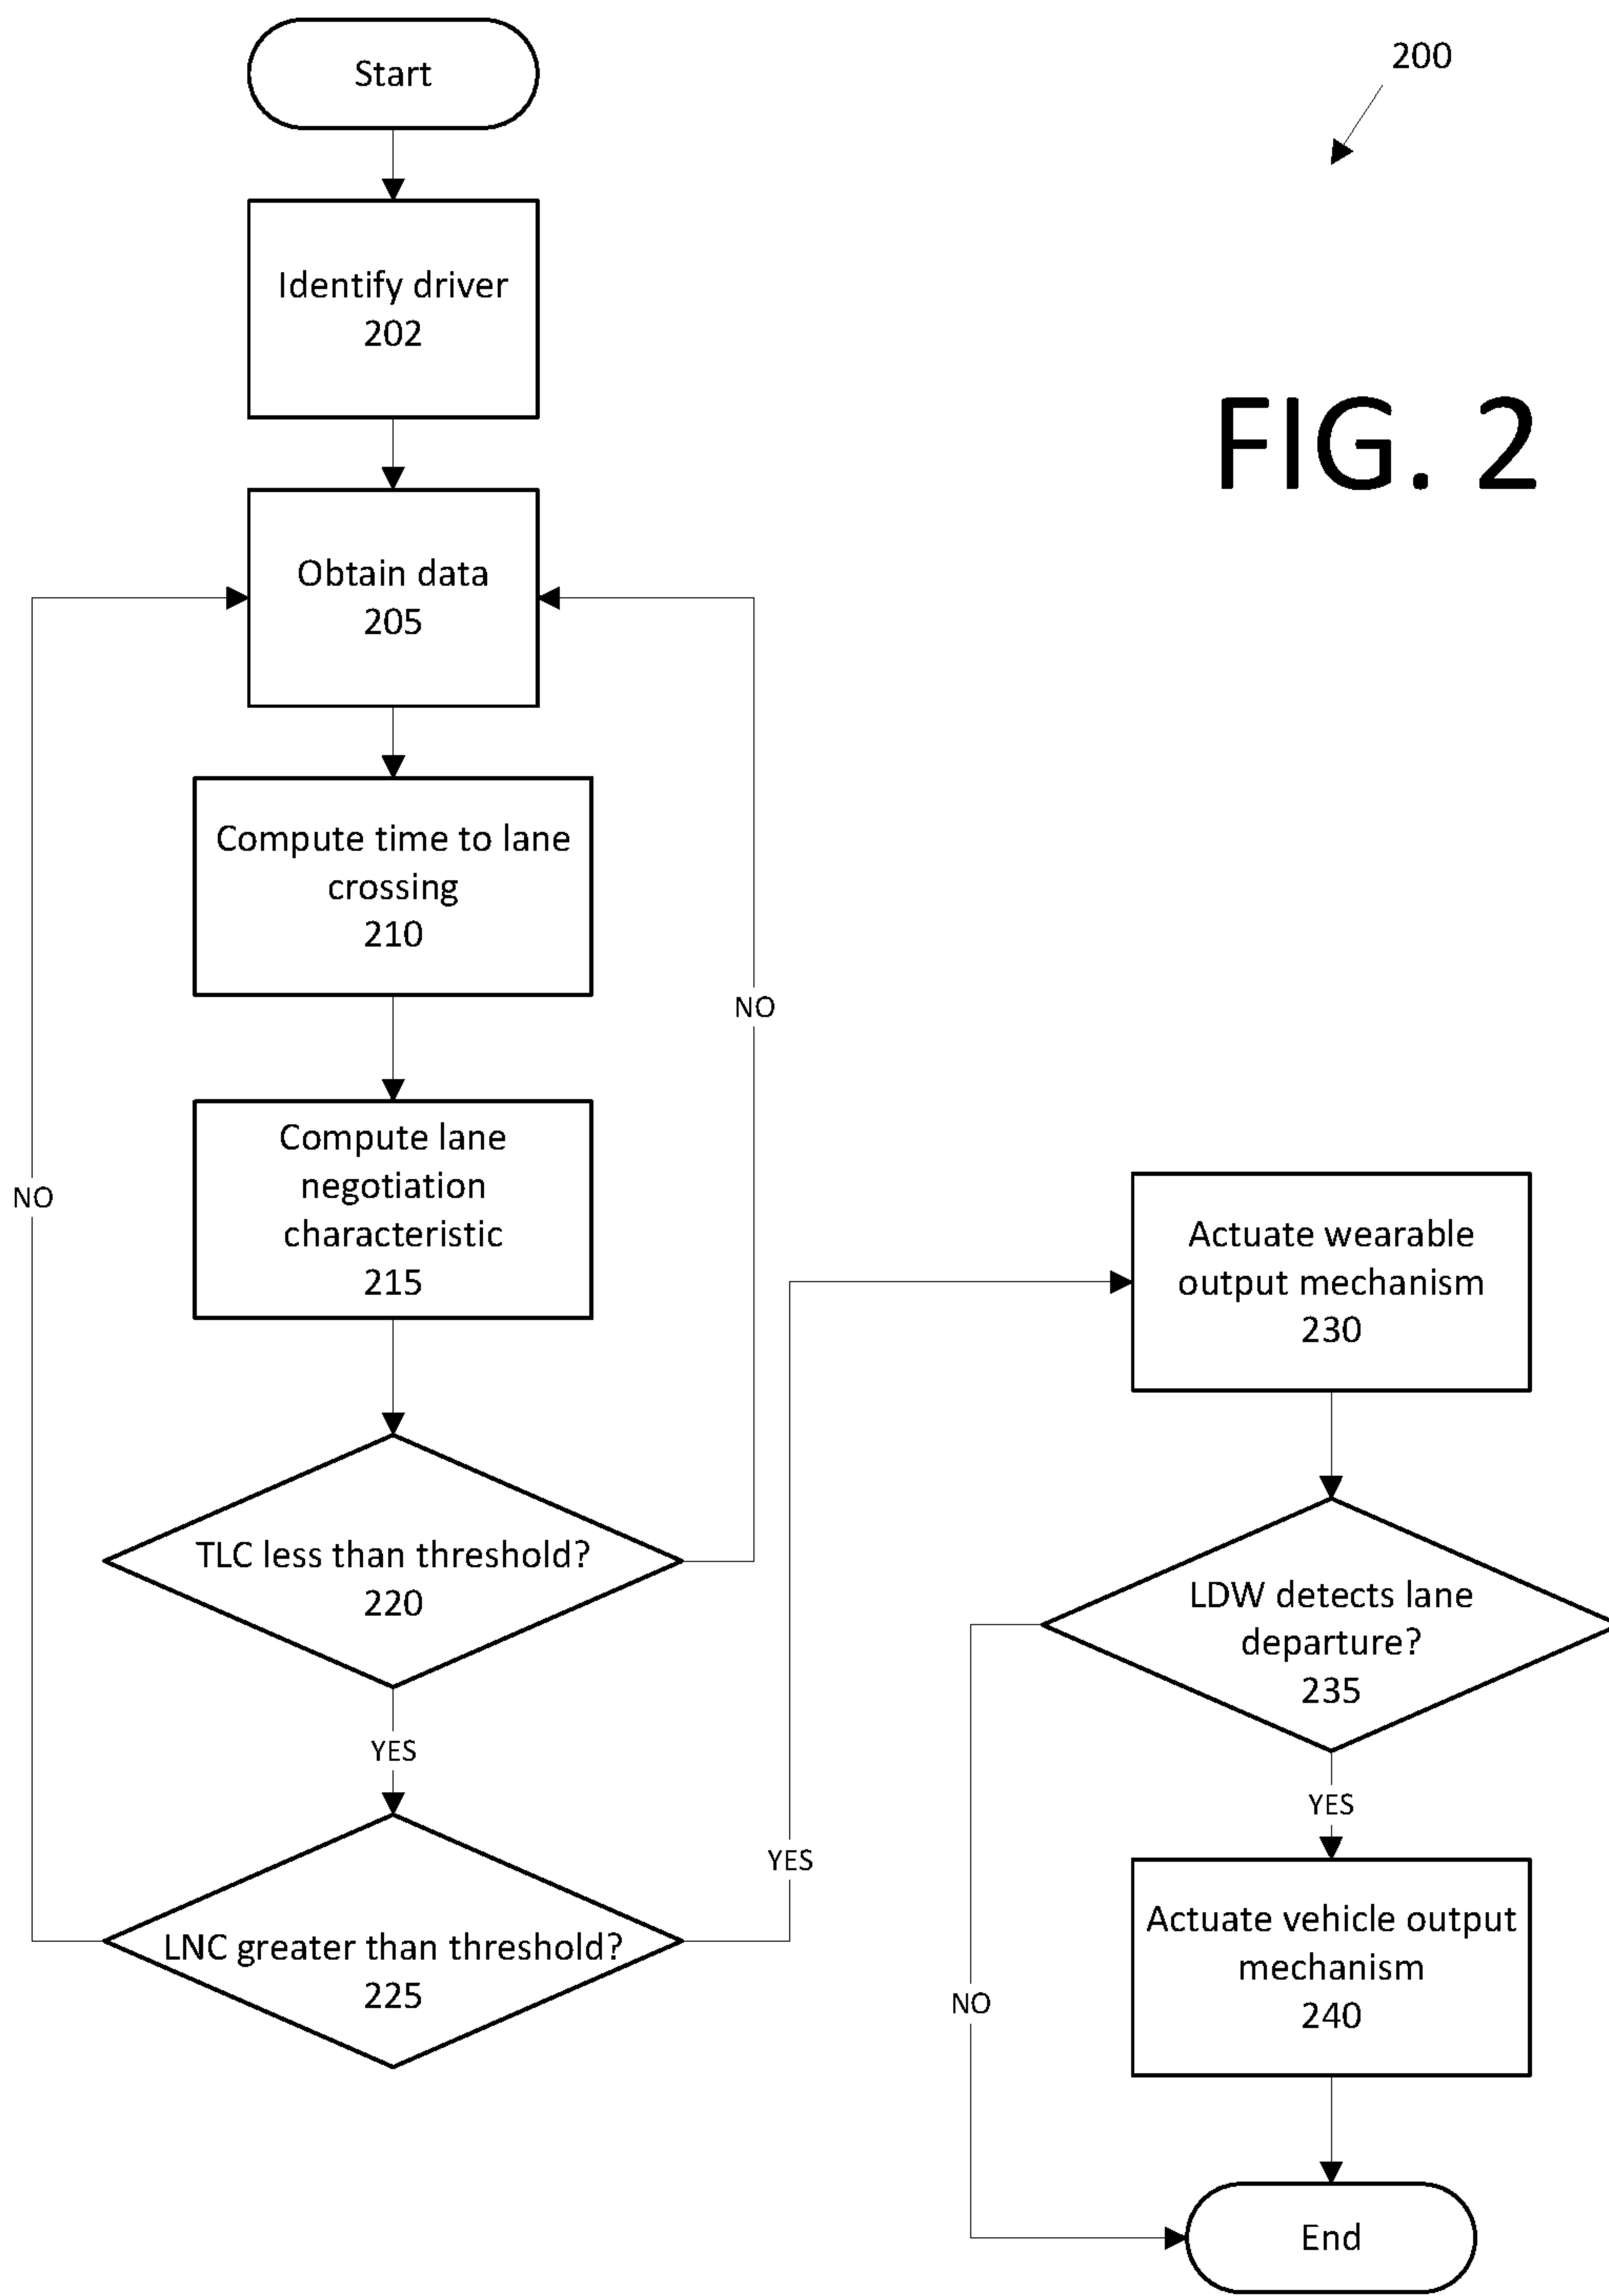 Start
200
Identify driver
202
FIG. 2
Obtain data
205
Compute time to lane
crossing
210
NO
Compute lane
negotiation
characteristic
215
NO
Actuate wearable
output mechanism
230
TLC less than threshold?
220
LDW detects lane
departure?
235
YES
YES
YES
LNC greater than threshold?
225
Actuate vehicle output
mechanism
240
NO
End